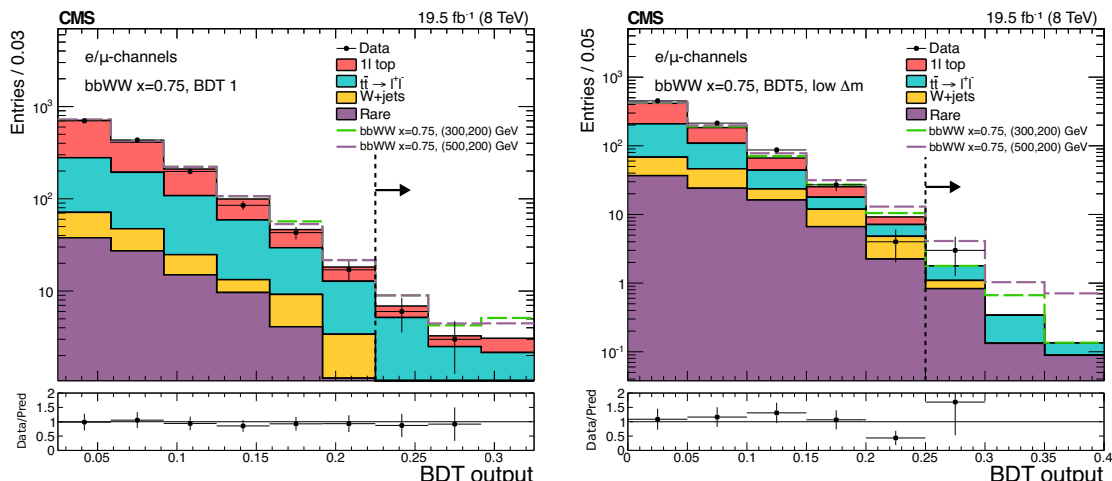 CMS 19.5 fb⁻¹ (8 TeV)
Entries / 0.03
e/μ-channels
bbWW x=0.75, BDT 1
Data
1l top
tt̄ → l⁺l⁻
W+jets
Rare
bbWW x=0.75, (300,200) GeV
bbWW x=0.75, (500,200) GeV
10³
10²
10
Data/Pred
2
1.5
1
0.5
0
0.05 0.1 0.15 0.2 0.25 0.3
BDT output
CMS 19.5 fb⁻¹ (8 TeV)
Entries / 0.05
e/μ-channels
bbWW x=0.75, BDT5, low Δm
Data
1l top
tt̄ → l⁺l⁻
W+jets
Rare
bbWW x=0.75, (300,200) GeV
bbWW x=0.75, (500,200) GeV
10³
10²
10
1
10⁻¹
Data/Pred
2
1.5
1
0.5
0
0 0.05 0.1 0.15 0.2 0.25 0.3 0.35 0.4
BDT output